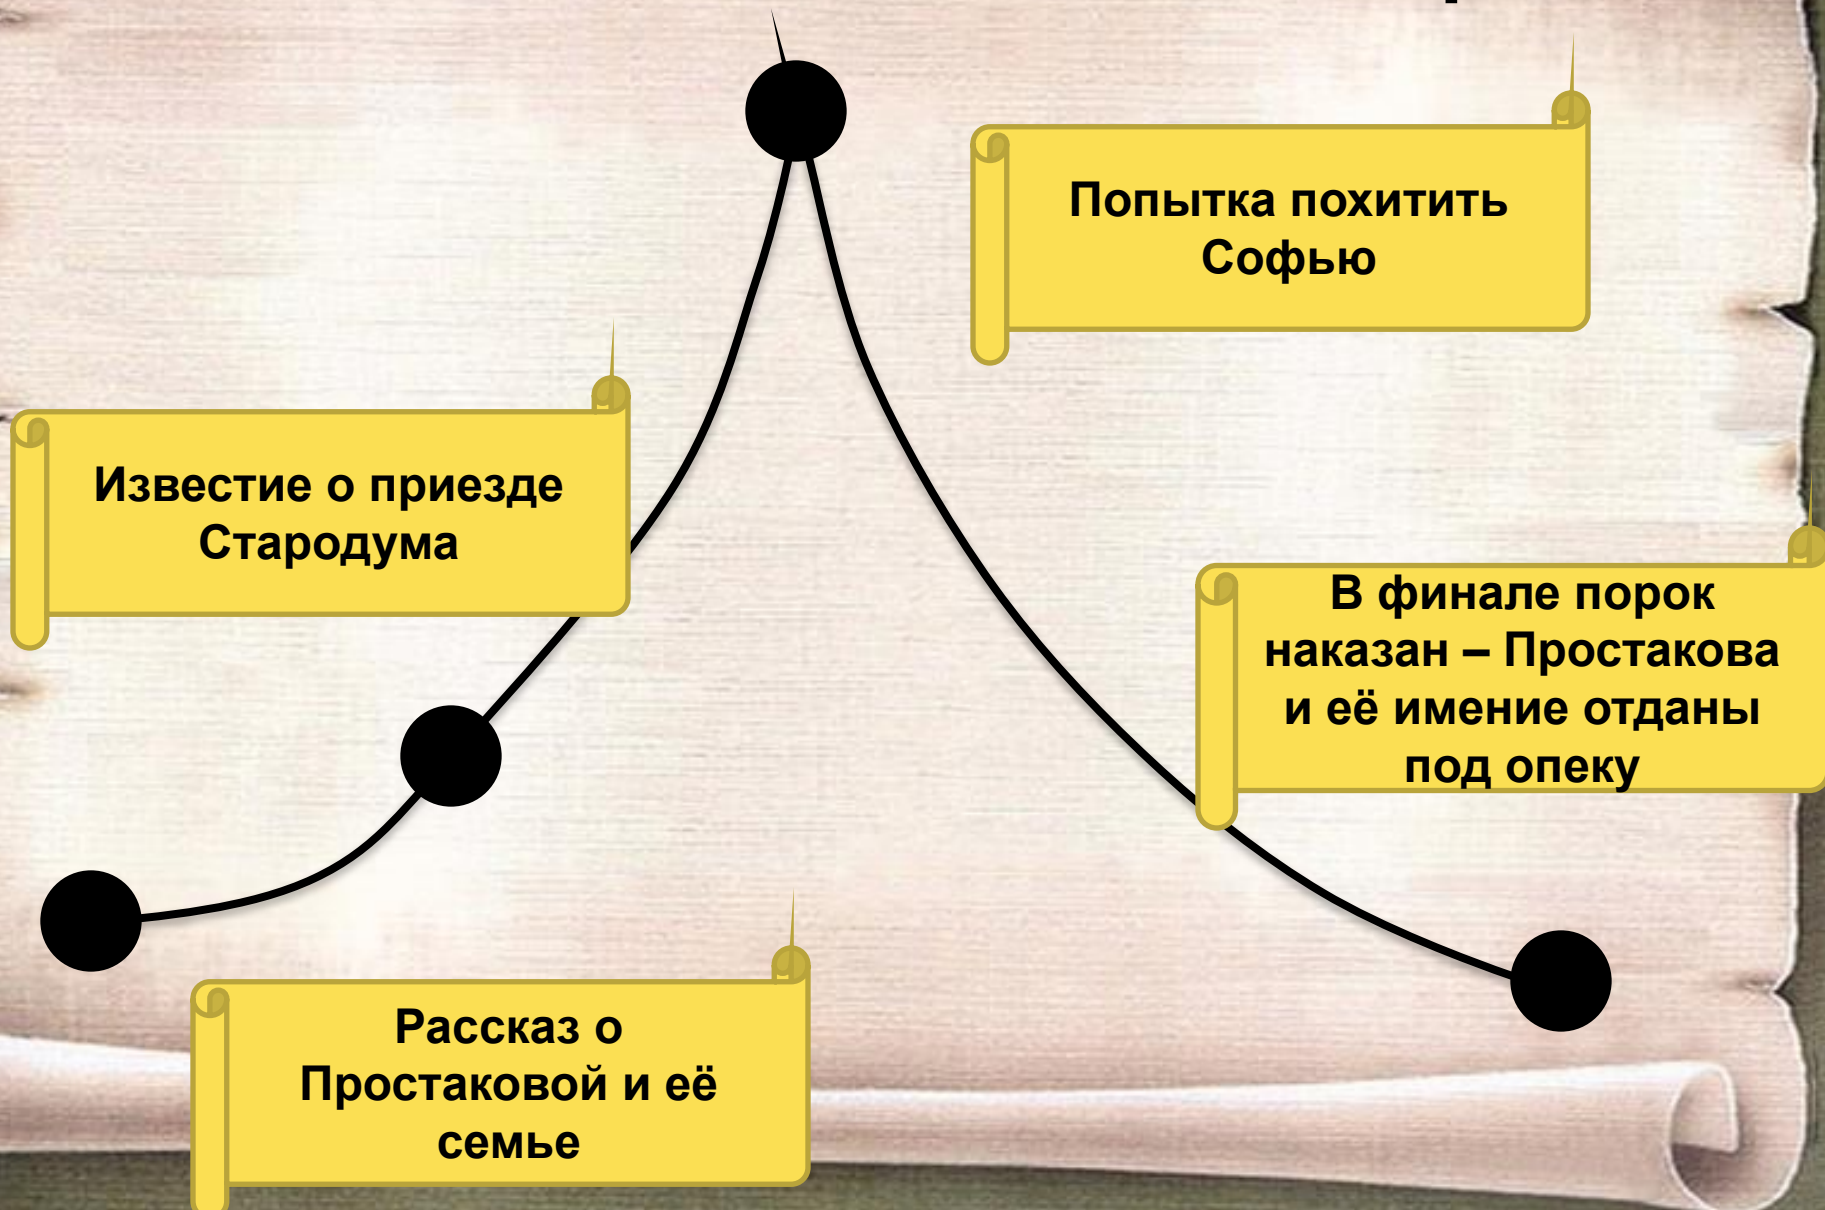 Попытка похитить
Софью
Известие о приезде
Стародума
В финале порок
наказан – Простакова
и её имение отданы
под опеку
Рассказ о
Простаковой и её
семье